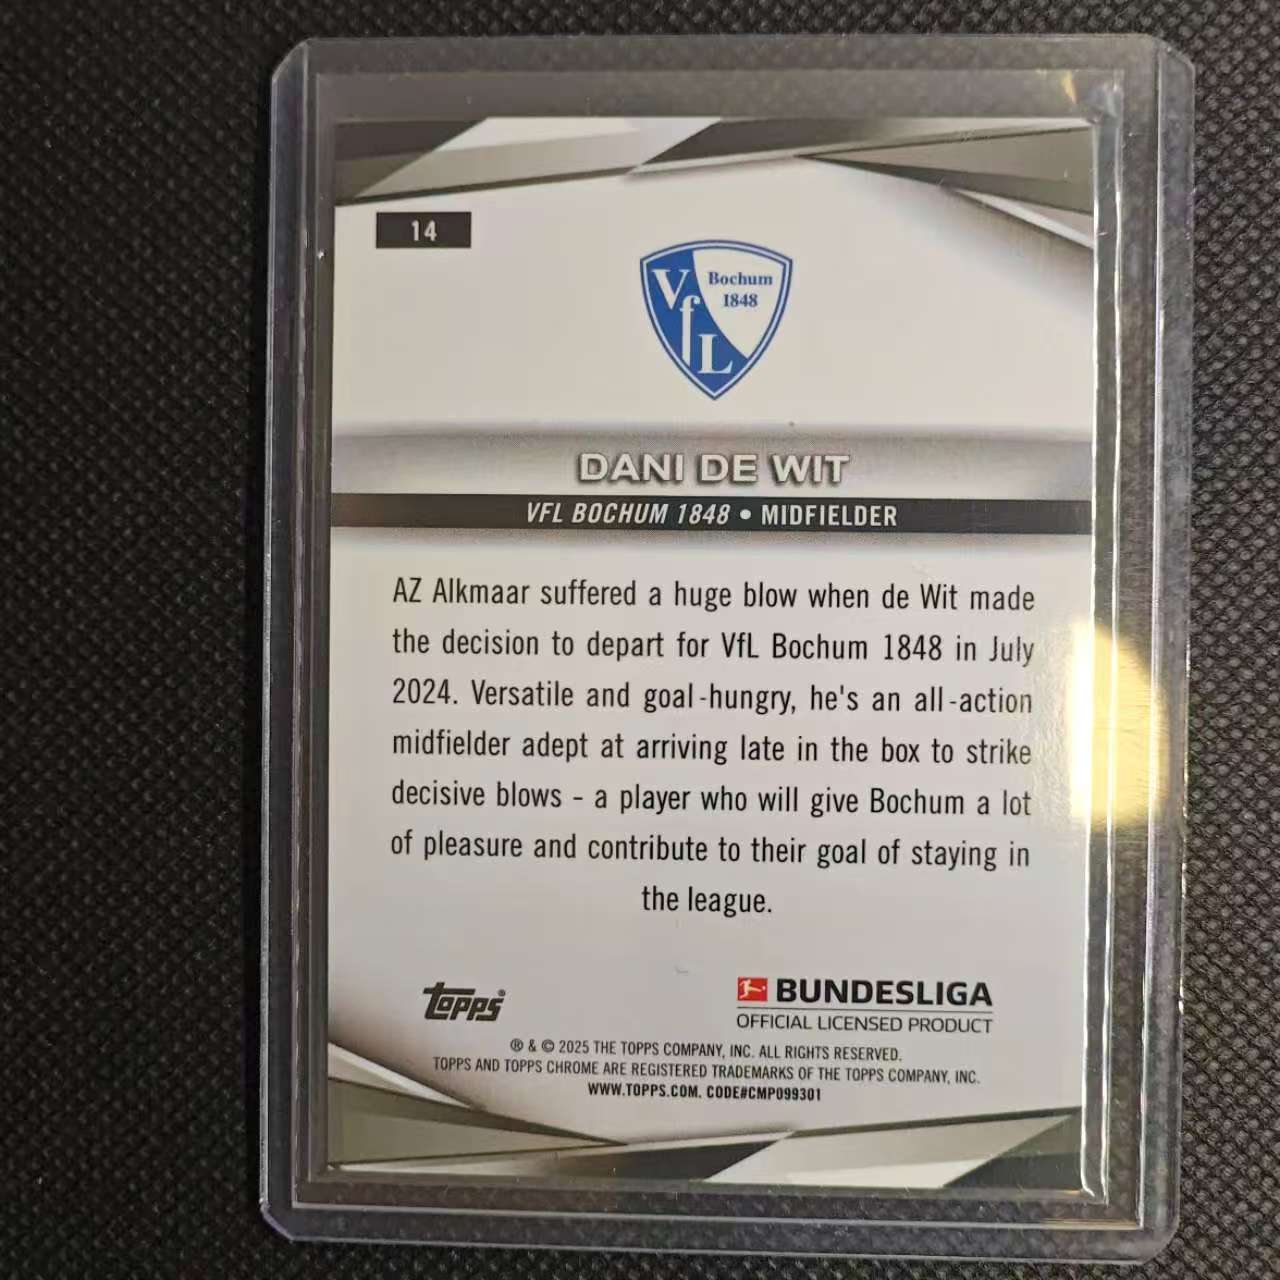 14
VfL
Bochum
1848
DANI DE WIT
VFL BOCHUM 1848 • MIDFIELDER
AZ Alkmaar suffered a huge blow when de Wit made
the decision to depart for VfL Bochum 1848 in July
2024. Versatile and goal-hungry, he's an all-action
midfielder adept at arriving late in the box to strike
decisive blows - a player who will give Bochum a lot
of pleasure and contribute to their goal of staying in
the league.
topps®
BUNDESLIGA
OFFICIAL LICENSED PRODUCT
® & © 2025 THE TOPPS COMPANY, INC. ALL RIGHTS RESERVED.
TOPPS AND TOPPS CHROME ARE REGISTERED TRADEMARKS OF THE TOPPS COMPANY, INC.
WWW.TOPPS.COM. CODE#CMP099301